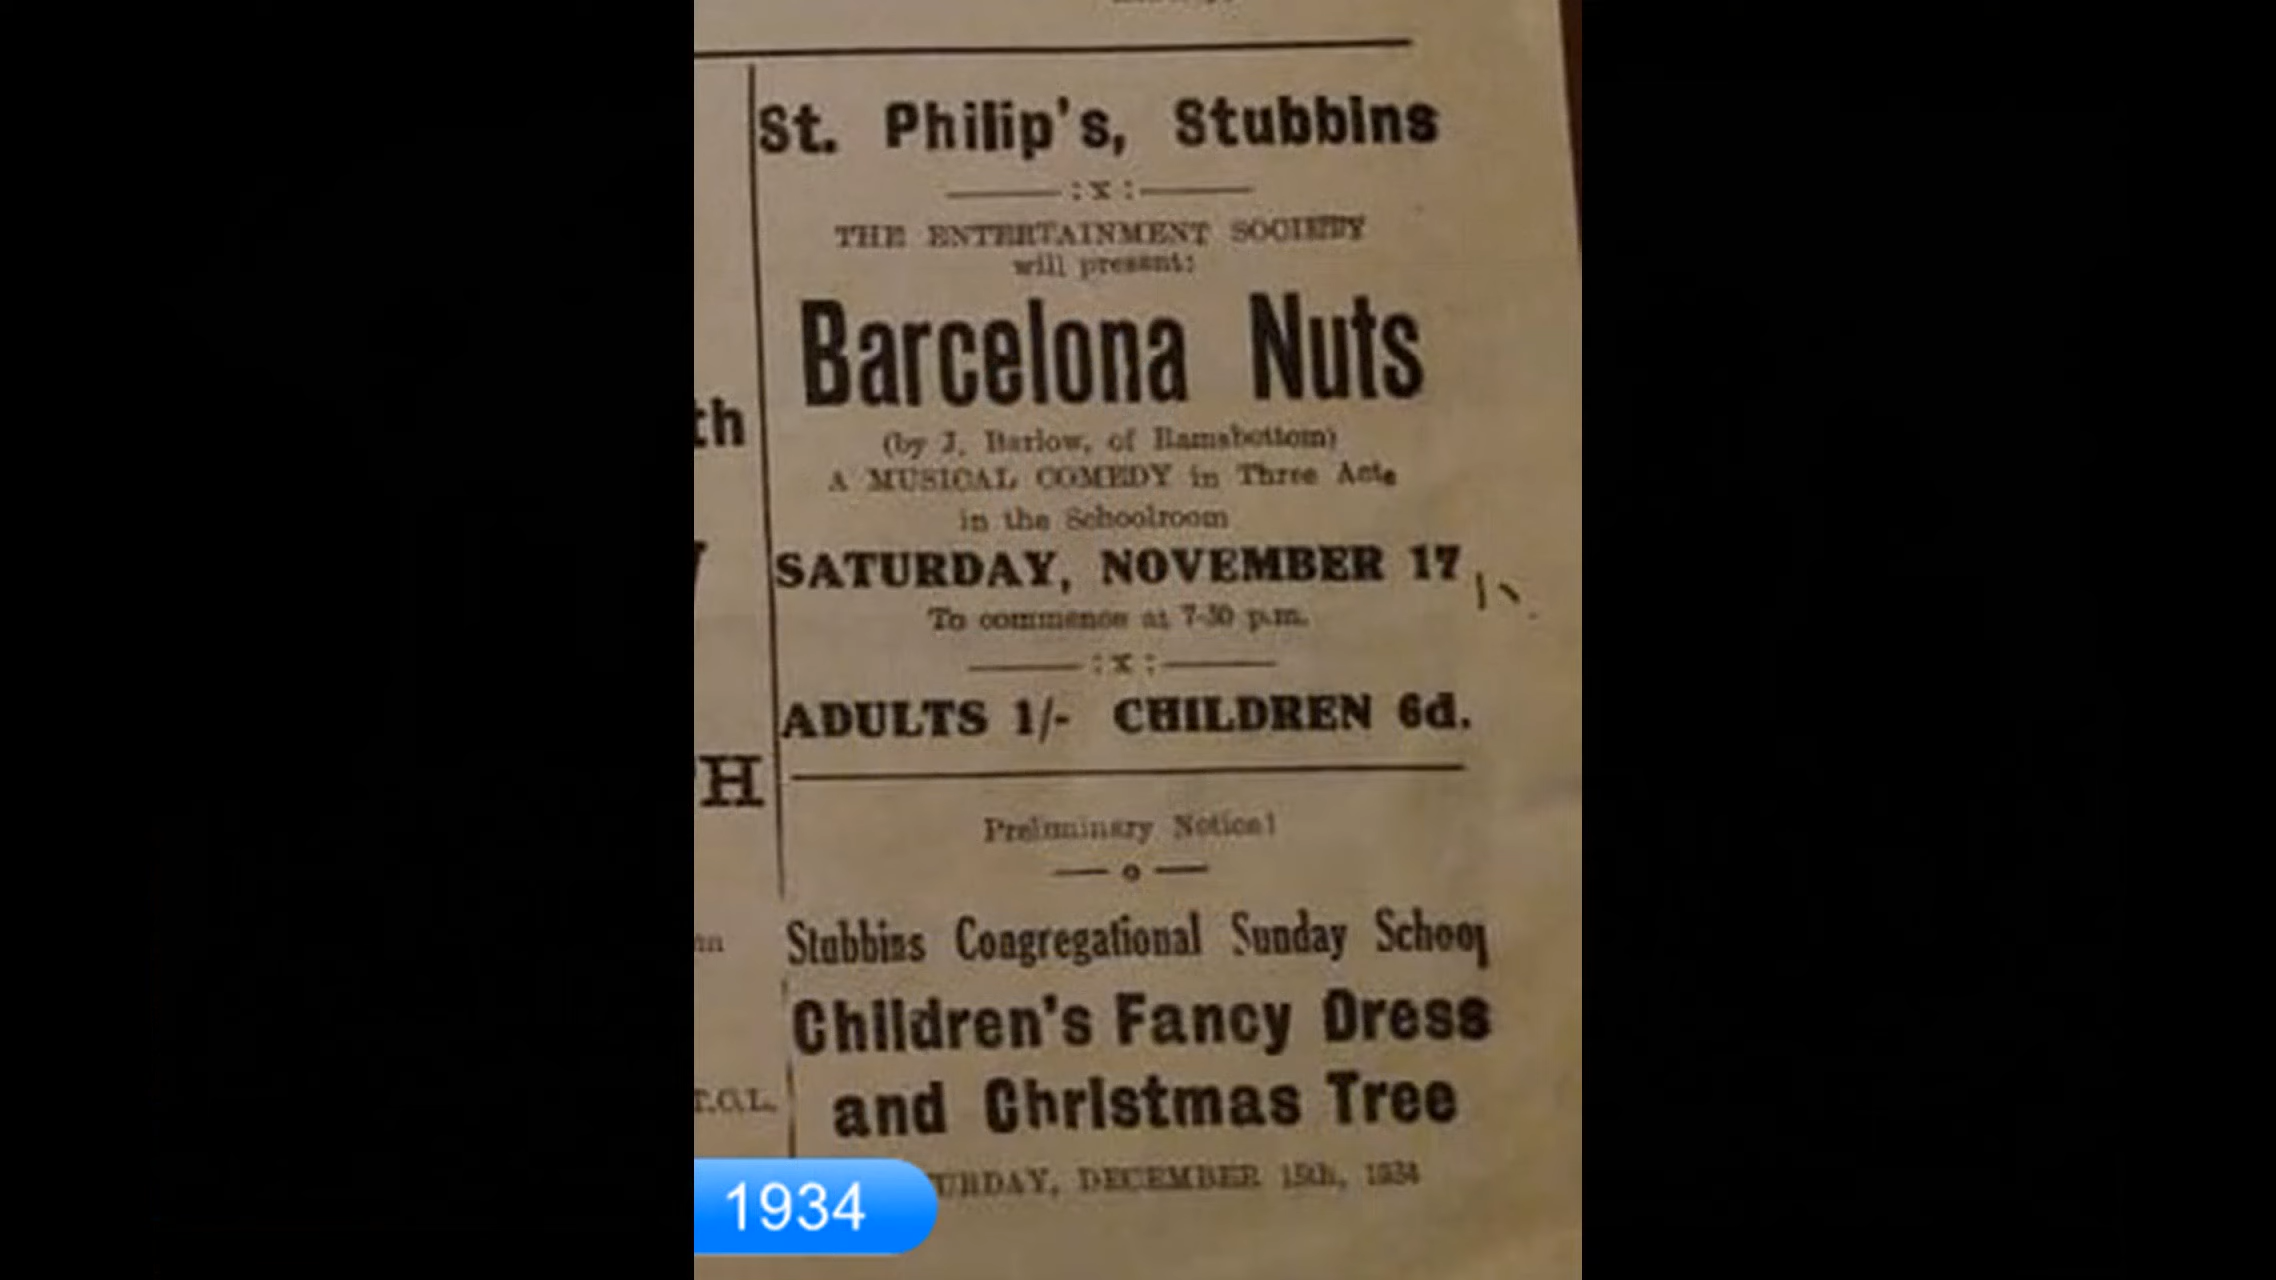 St. Philip's, Stubbins
:x:
THE ENTERTAINMENT SOCIETY
will present:
Barcelona Nuts
(by J. Barlow, of Ramsbottom)
A MUSICAL COMEDY in Three Acts
in the Schoolroom
SATURDAY, NOVEMBER 17
To commence at 7-30 p.m.
:x:
ADULTS 1/- CHILDREN 6d.
Preliminary Notice!
Stubbins Congregational Sunday School
Children's Fancy Dress
and Christmas Tree
URDAY, DECEMBER 15th, 1934
th
H
T.C.L.
1934